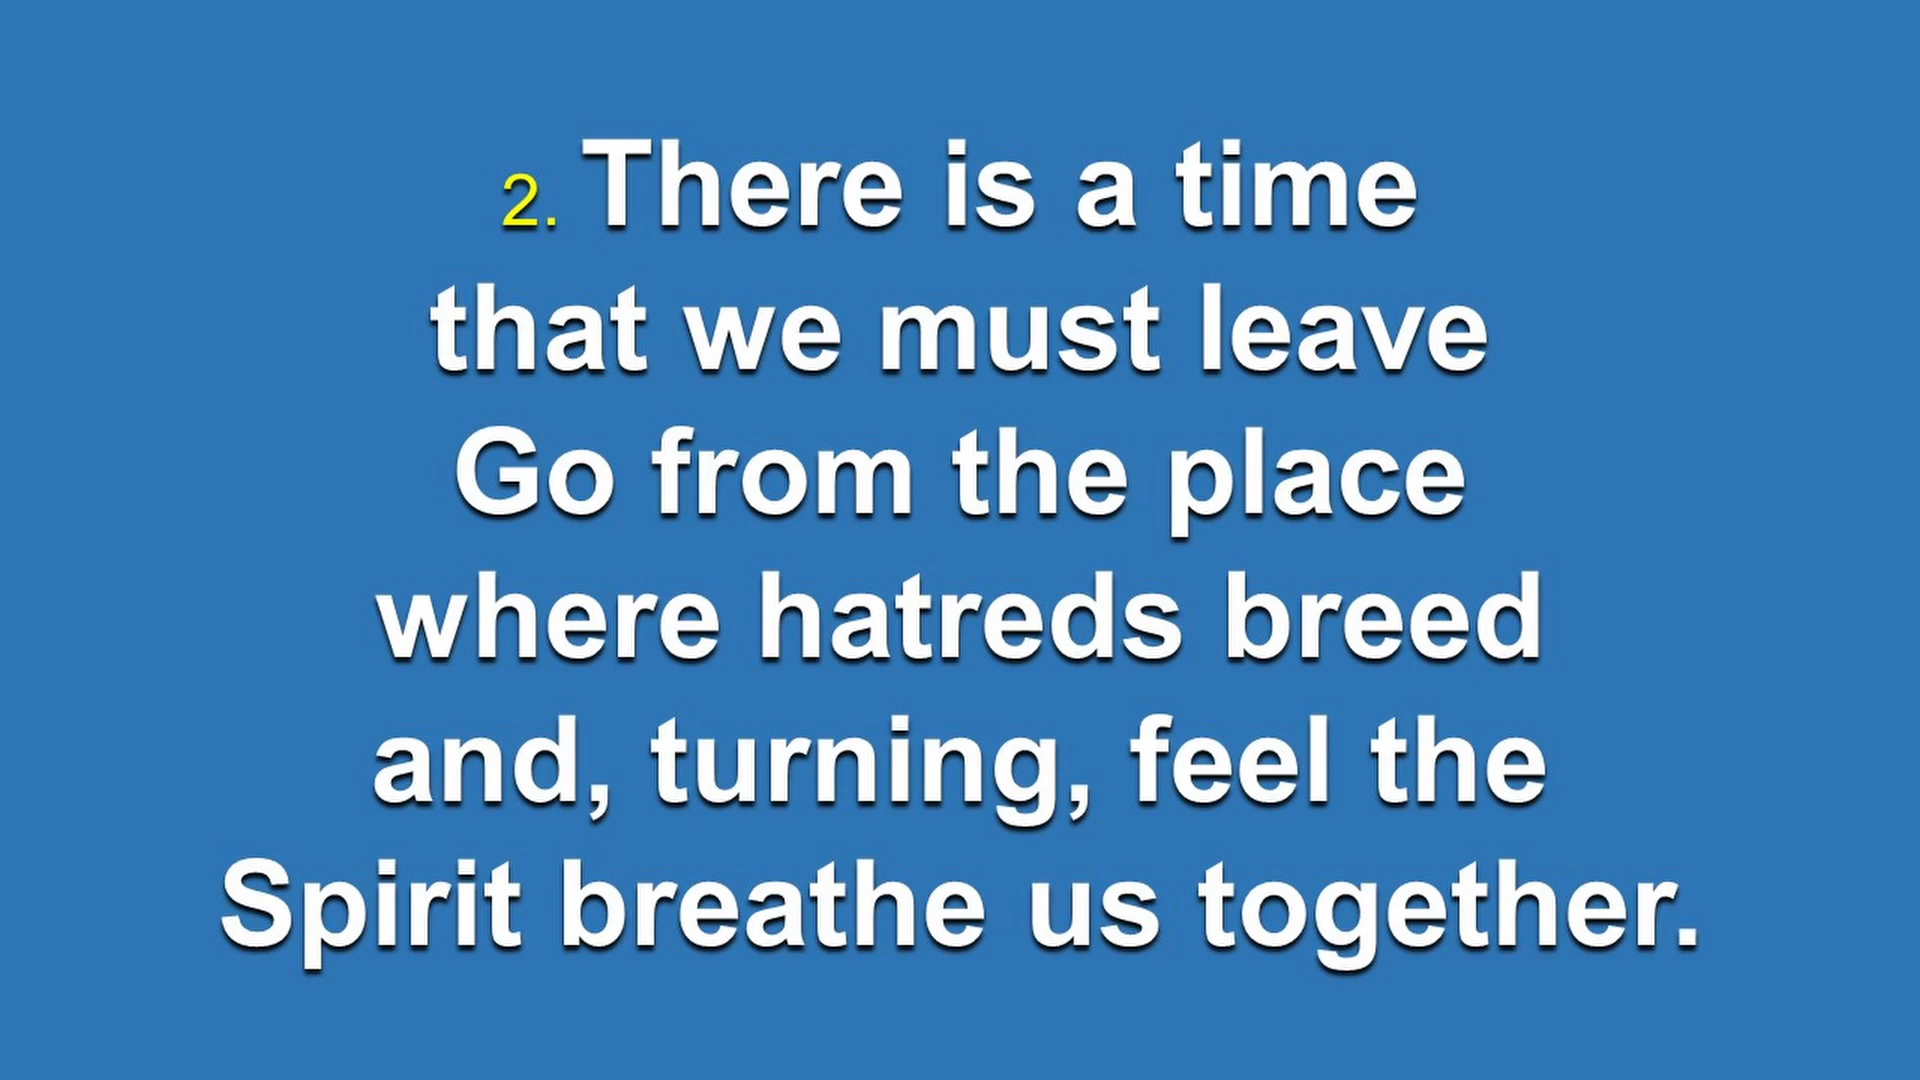 2. There is a time
that we must leave
Go from the place
where hatreds breed
and, turning, feel the
Spirit breathe us together.